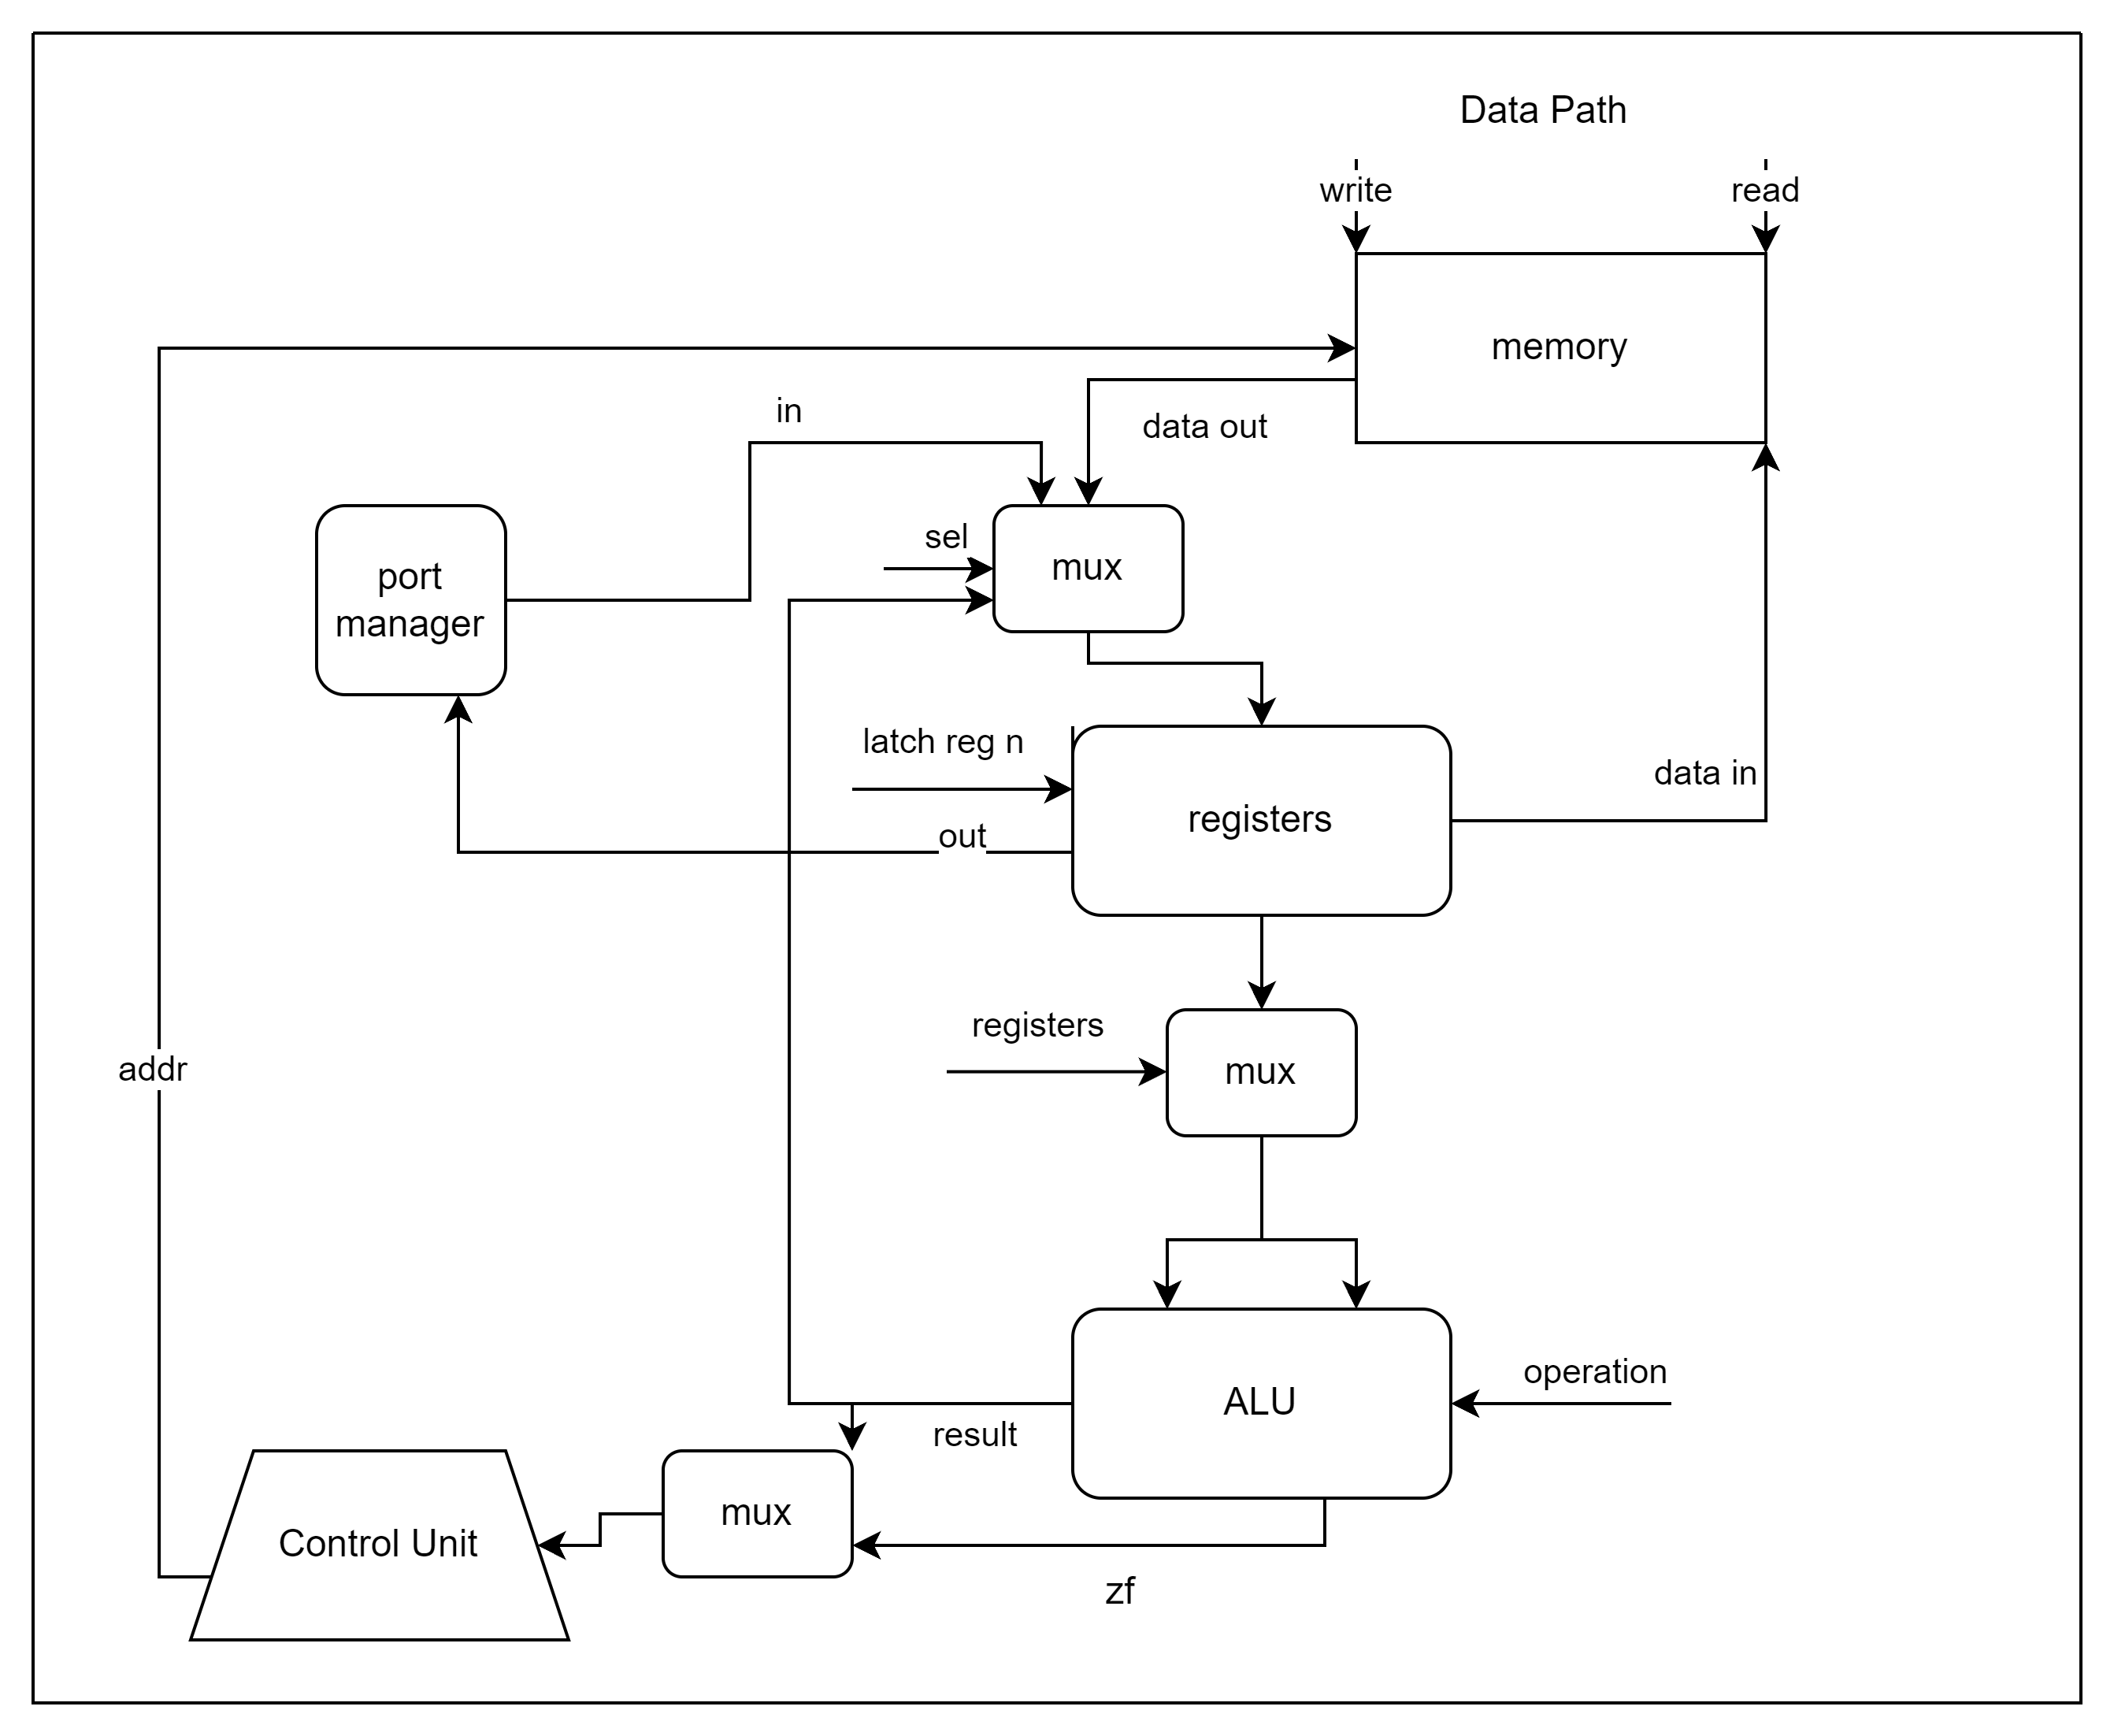 Data Path
write
read
memory
in
data out
sel
mux
port
manager
latch reg n
registers
data in
out
registers
mux
addr
operation
ALU
result
mux
Control Unit
zf